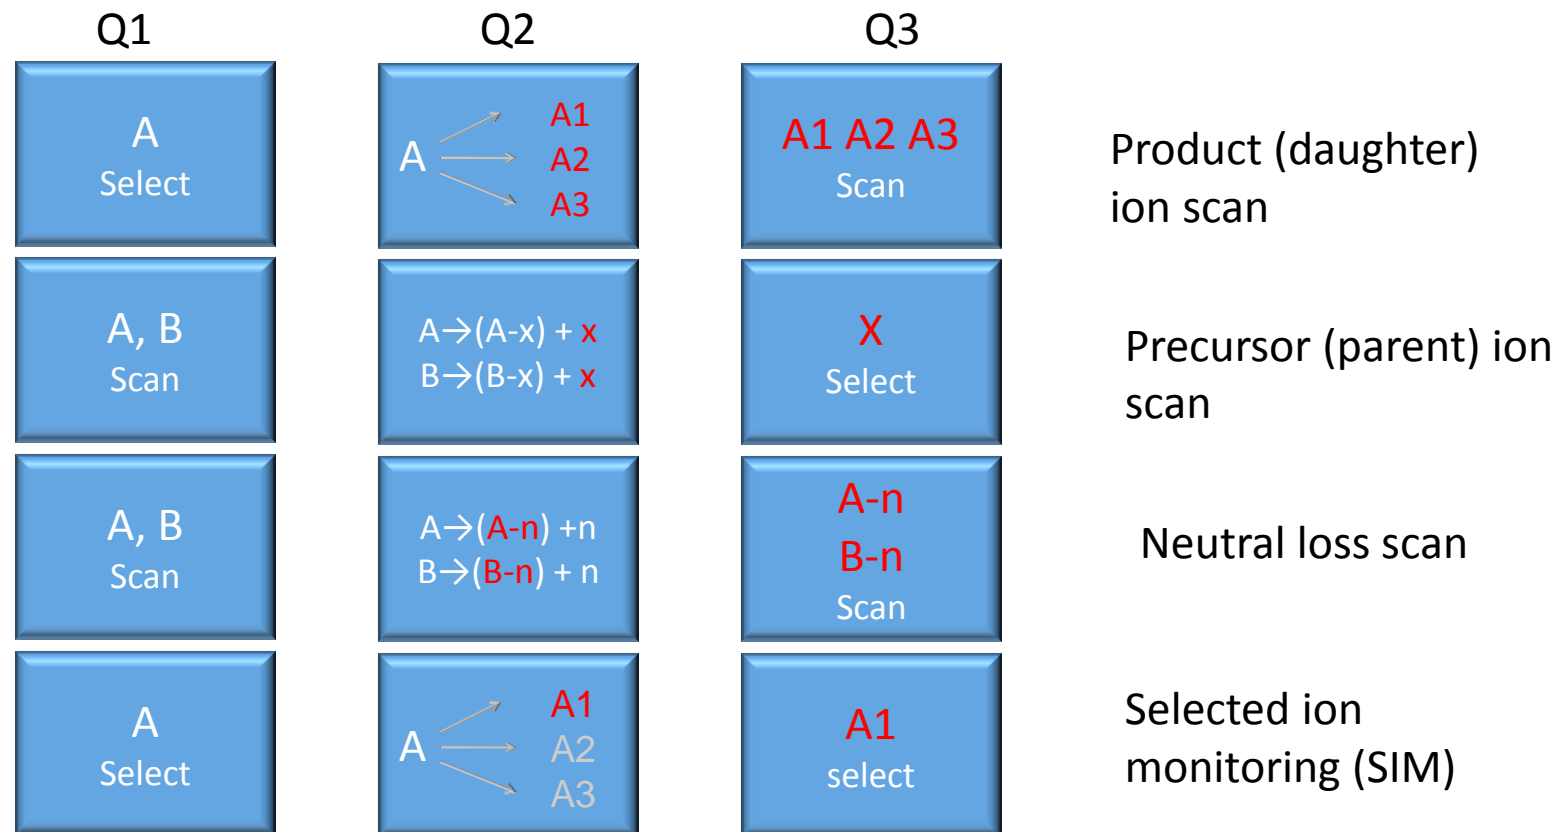 Q1
Q2
Q3
A
Select
A
A1
A2
A3
A1 A2 A3
Scan
Product (daughter)
ion scan
A, B
Scan
A→(A-x) + x
B→(B-x) + x
X
Select
Precursor (parent) ion
scan
A, B
Scan
A→(A-n) +n
B→(B-n) + n
A-n
B-n
Scan
Neutral loss scan
A
Select
A
A1
A2
A3
A1
select
Selected ion
monitoring (SIM)